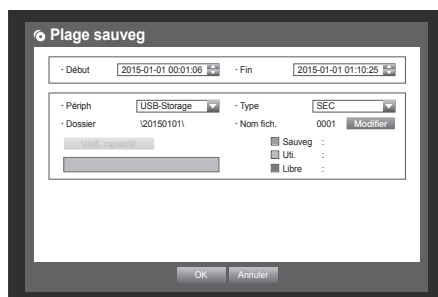 Plage sauveg
· Début 2015-01-01 00:01:06 · Fin 2015-01-01 01:10:25
· Périph USB-Storage · Type SEC
· Dossier \20150101\ · Nom fich. 0001 Modifier
Vérif. capacité Sauveg :
Uti. :
Libre :
OK Annuler